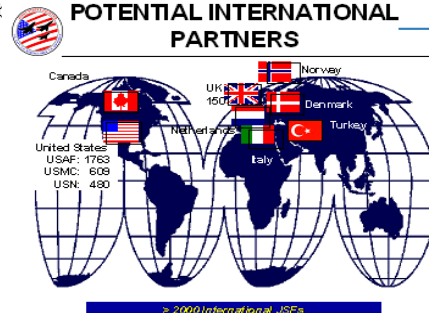 POTENTIAL INTERNATIONAL
PARTNERS
Norway
Canada
UK
150
Denmark
Netherlands
Turkey
Italy
United States
USAF: 1763
USMC: 609
USN: 480
> 2000 International JSFs